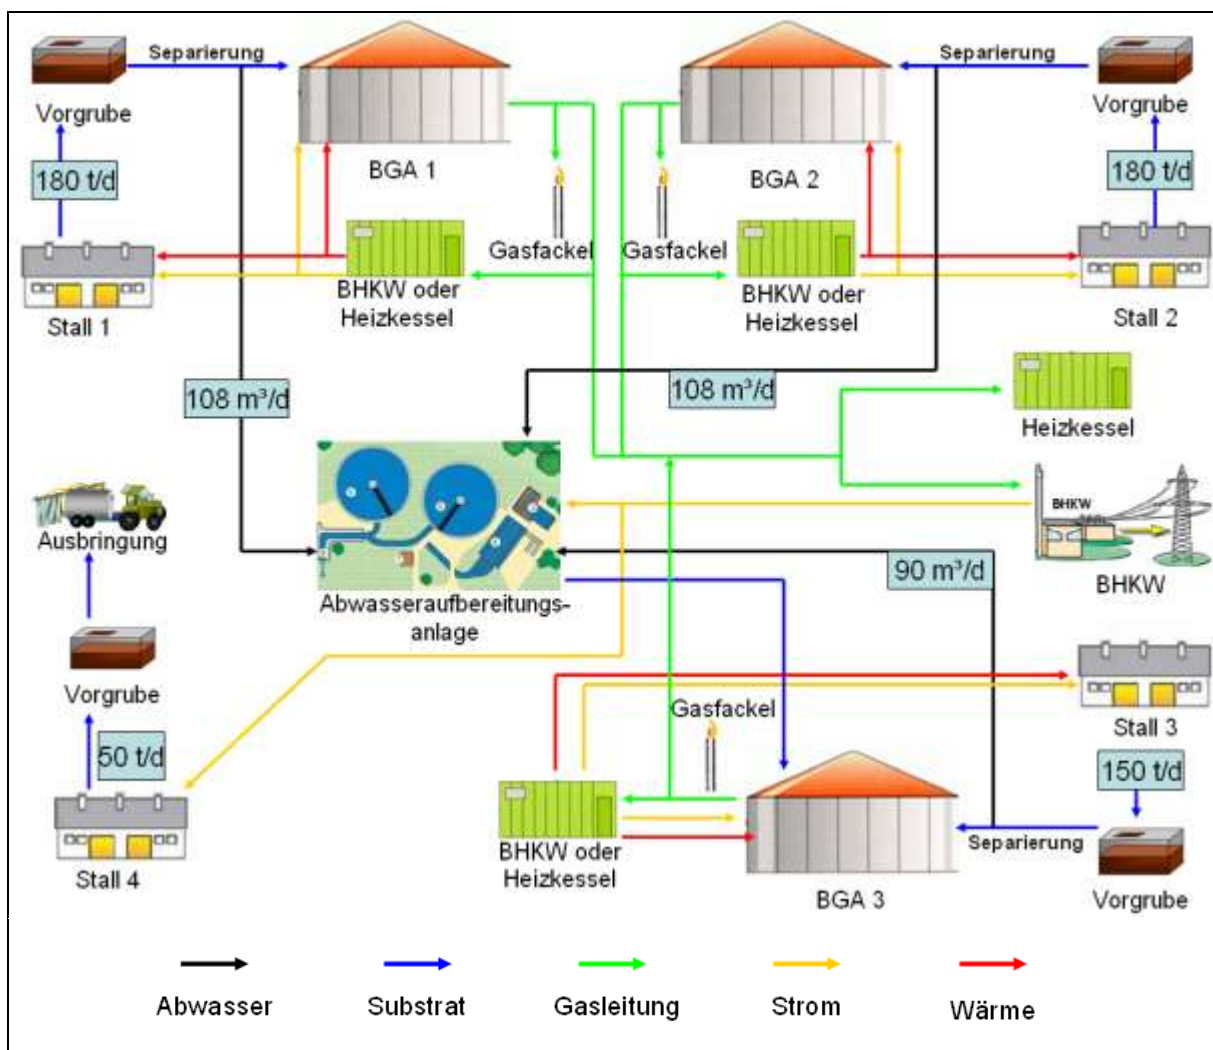 Separierung
Separierung
Vorgrube
Vorgrube
180 t/d
BGA 1
BGA 2
180 t/d
Gasfackel
Gasfackel
BHKW oder
Heizkessel
BHKW oder
Heizkessel
Stall 1
Stall 2
108 m³/d
108 m³/d
Heizkessel
BHKW
Ausbringung
90 m³/d
BHKW
Abwasseraufbereitungs-
anlage
Vorgrube
Gasfackel
Stall 3
50 t/d
150 t/d
Stall 4
BHKW oder
Heizkessel
Separierung
BGA 3
Vorgrube
Abwasser
Substrat
Gasleitung
Strom
Wärme